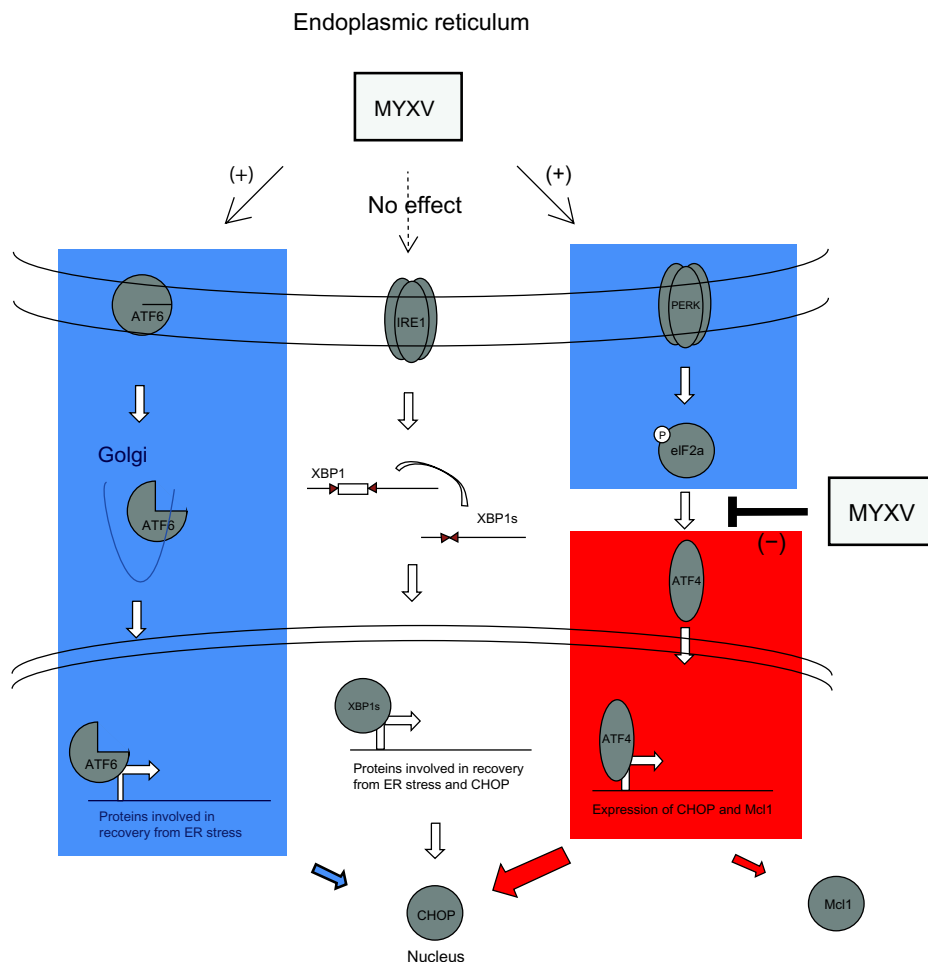 Endoplasmic reticulum
MYXV
(+)
(+)
No effect
ATF6
IRE1
PERK
Golgi
P
eIF2a
ATF6
XBP1
XBP1s
MYXV
(−)
ATF4
XBP1s
ATF4
ATF6
Proteins involved in recovery
from ER stress and CHOP
Expression of CHOP and Mcl1
Proteins involved in
recovery from ER stress
CHOP
Mcl1
Nucleus